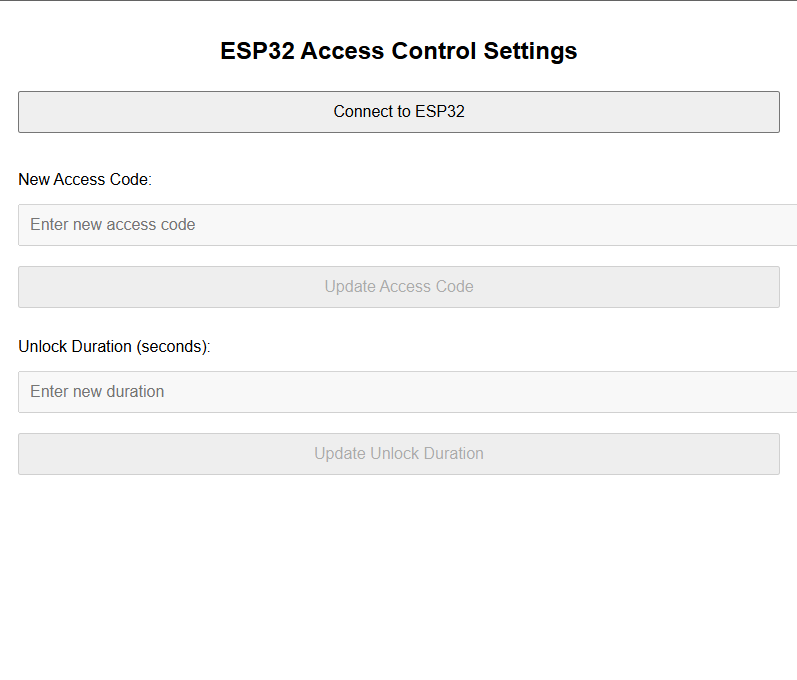 ESP32 Access Control Settings
Connect to ESP32
New Access Code:
Enter new access code
Update Access Code
Unlock Duration (seconds):
Enter new duration
Update Unlock Duration